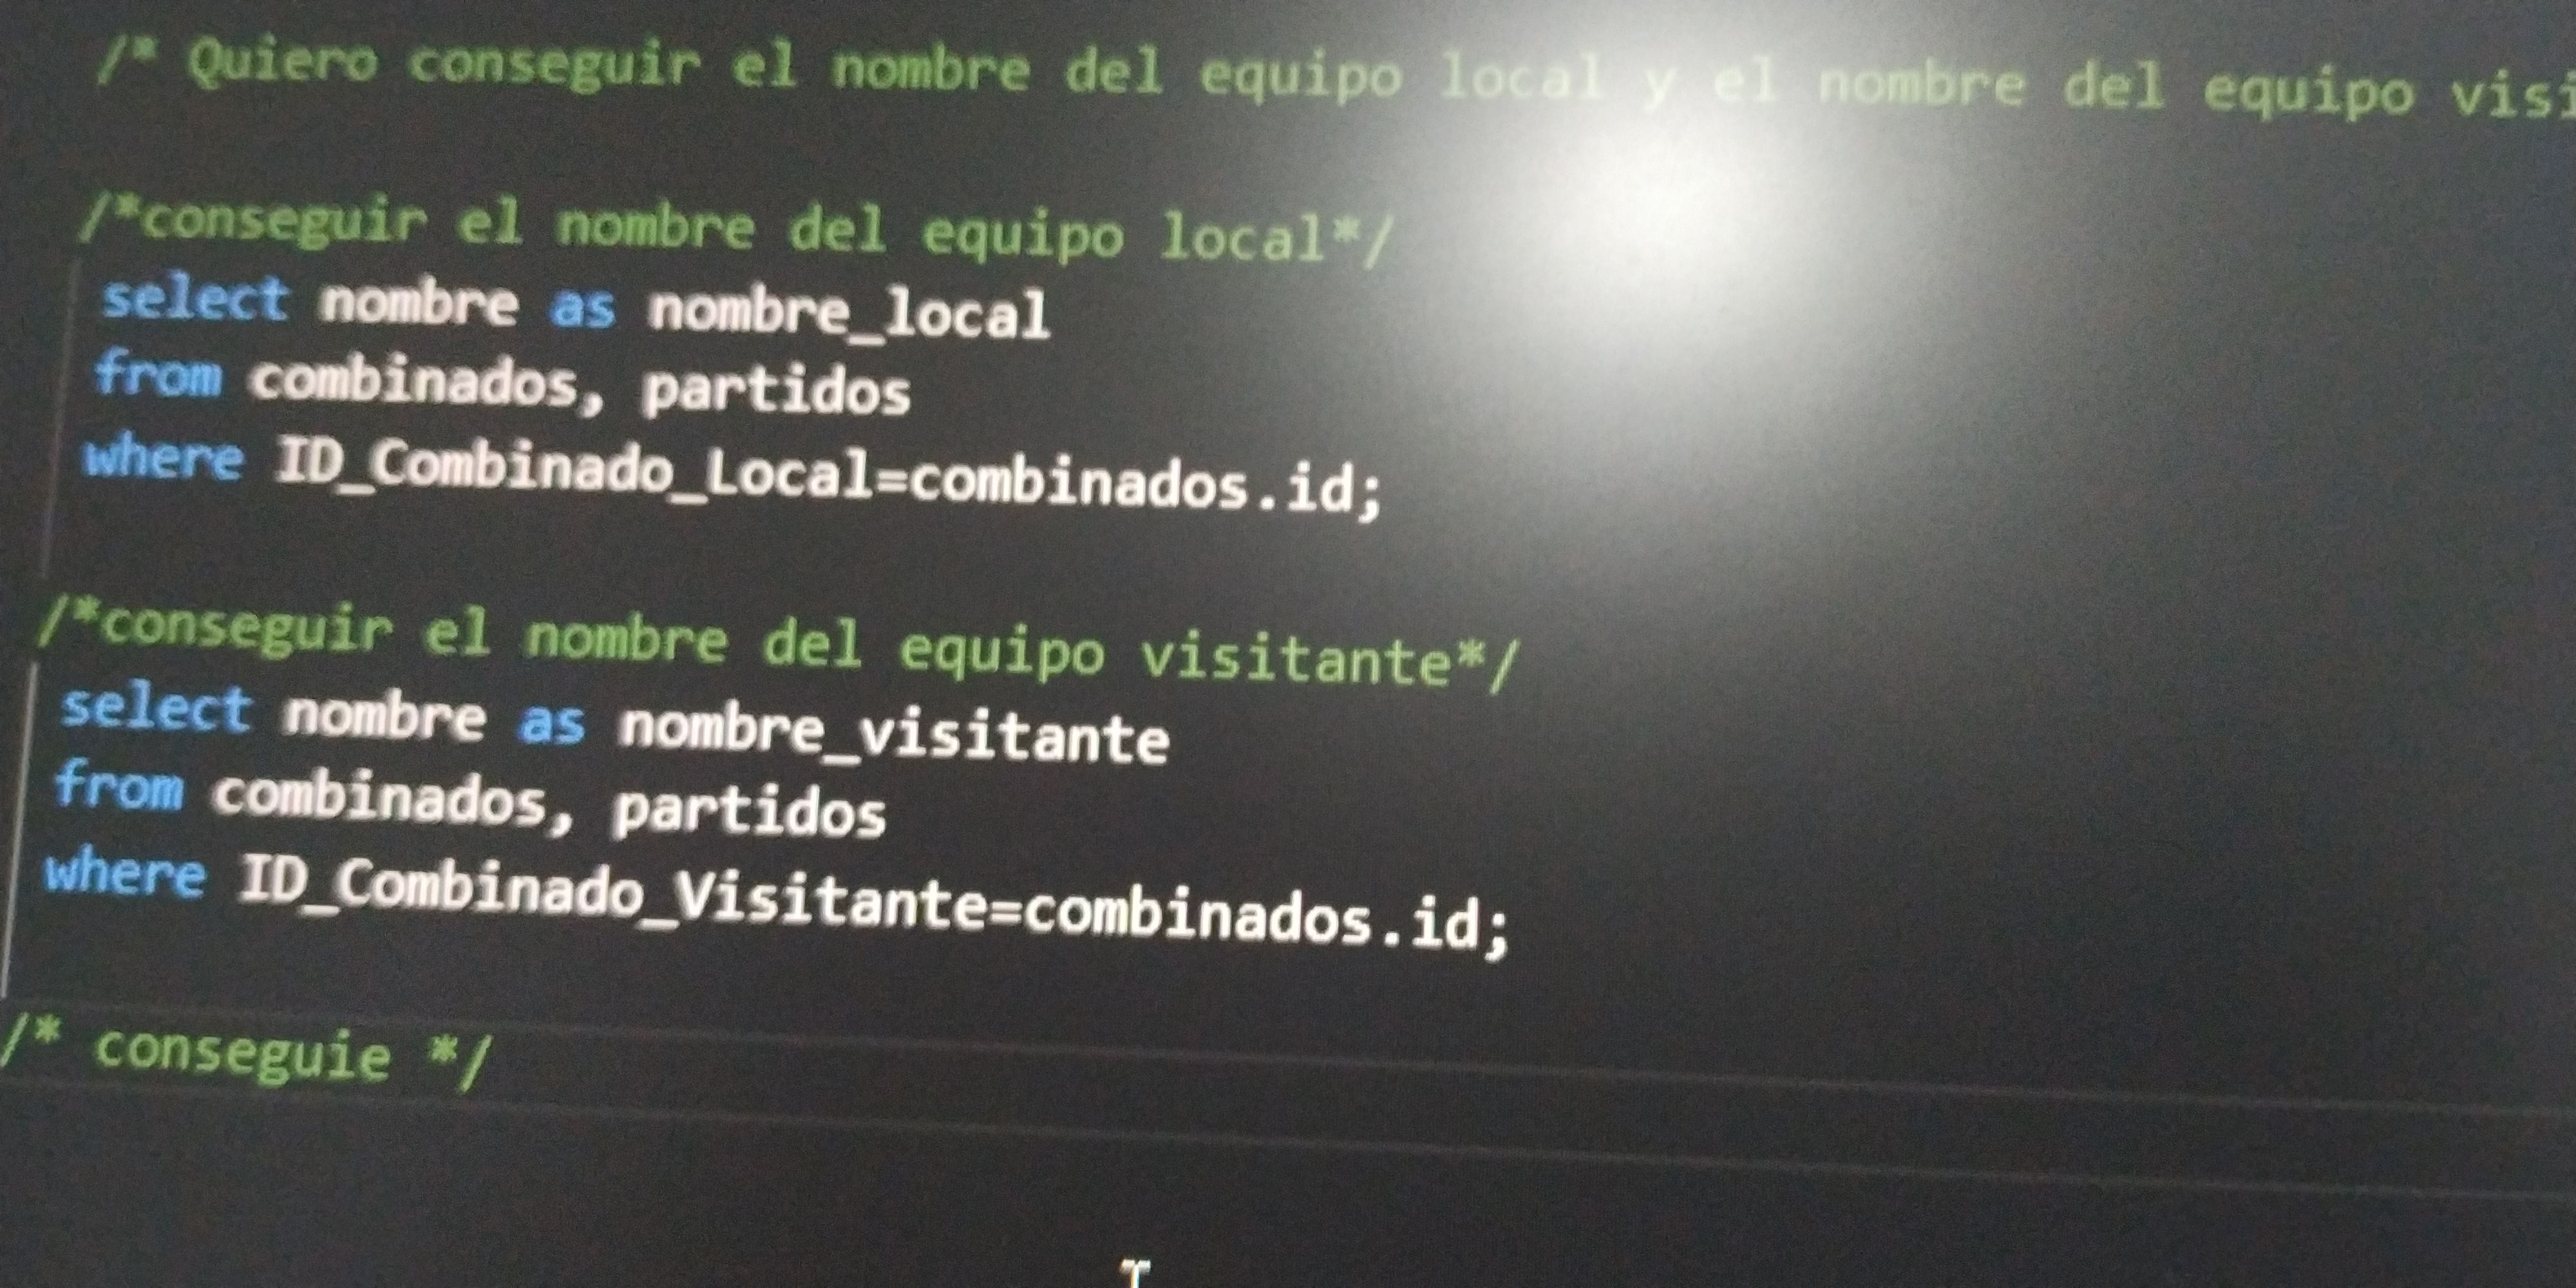 /* Quiero conseguir el nombre del equipo local y el nombre del equipo
/*conseguir el nombre del equipo local*/
select nombre as nombre_local
from combinados, partidos
where ID_Combinado_Local=combinados.id;
/*conseguir el nombre del equipo visitante*/
select nombre as nombre_visitante
from combinados, partidos
where ID_Combinado_Visitante=combinados.id;
/* conseguie */